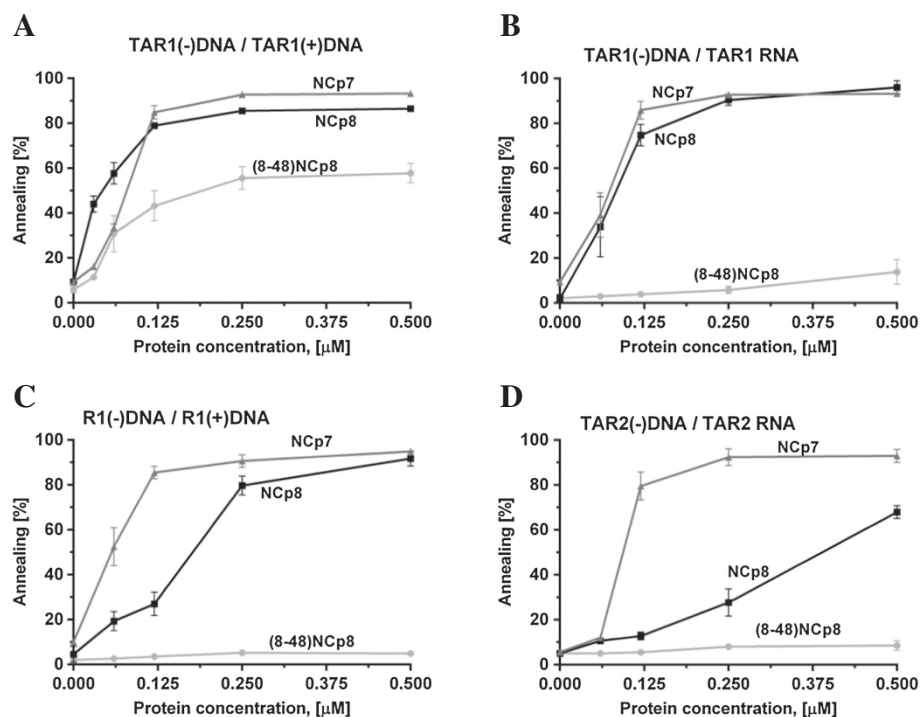 A
TAR1(-)DNA / TAR1(+)DNA
Annealing [%]
100
80
60
40
20
0
NCp7
NCp8
(8-48)NCp8
0.000 0.125 0.250 0.375 0.500
Protein concentration, [µM]
B
TAR1(-)DNA / TAR1 RNA
Annealing [%]
100
80
60
40
20
0
NCp7
NCp8
(8-48)NCp8
0.000 0.125 0.250 0.375 0.500
Protein concentration, [µM]
C
R1(-)DNA / R1(+)DNA
Annealing [%]
100
80
60
40
20
0
NCp7
NCp8
(8-48)NCp8
0.000 0.125 0.250 0.375 0.500
Protein concentration, [µM]
D
TAR2(-)DNA / TAR2 RNA
Annealing [%]
100
80
60
40
20
0
NCp7
NCp8
(8-48)NCp8
0.000 0.125 0.250 0.375 0.500
Protein concentration, [µM]